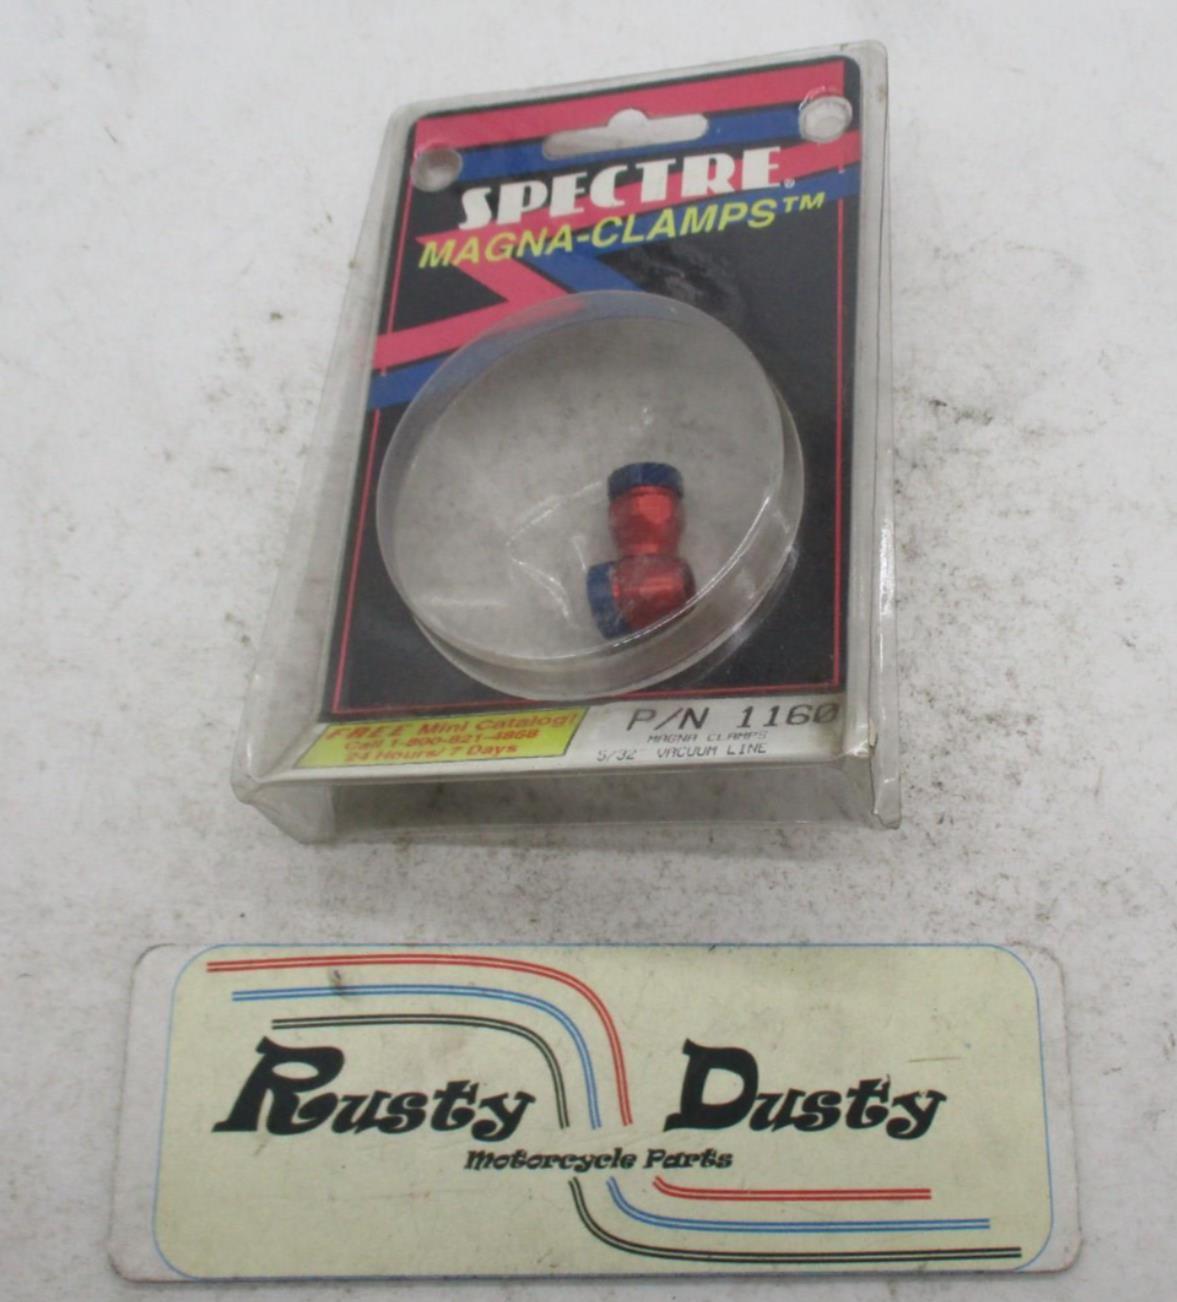 SPECTRE®
MAGNA-CLAMPS™
FREE Mini Catalog!
Call 1-800-821-4868
24 Hours/ 7 Days
P/N 1160
MAGNA CLAMPS
5/32" VACUUM LINE
Rusty Dusty
Motorcycle Parts